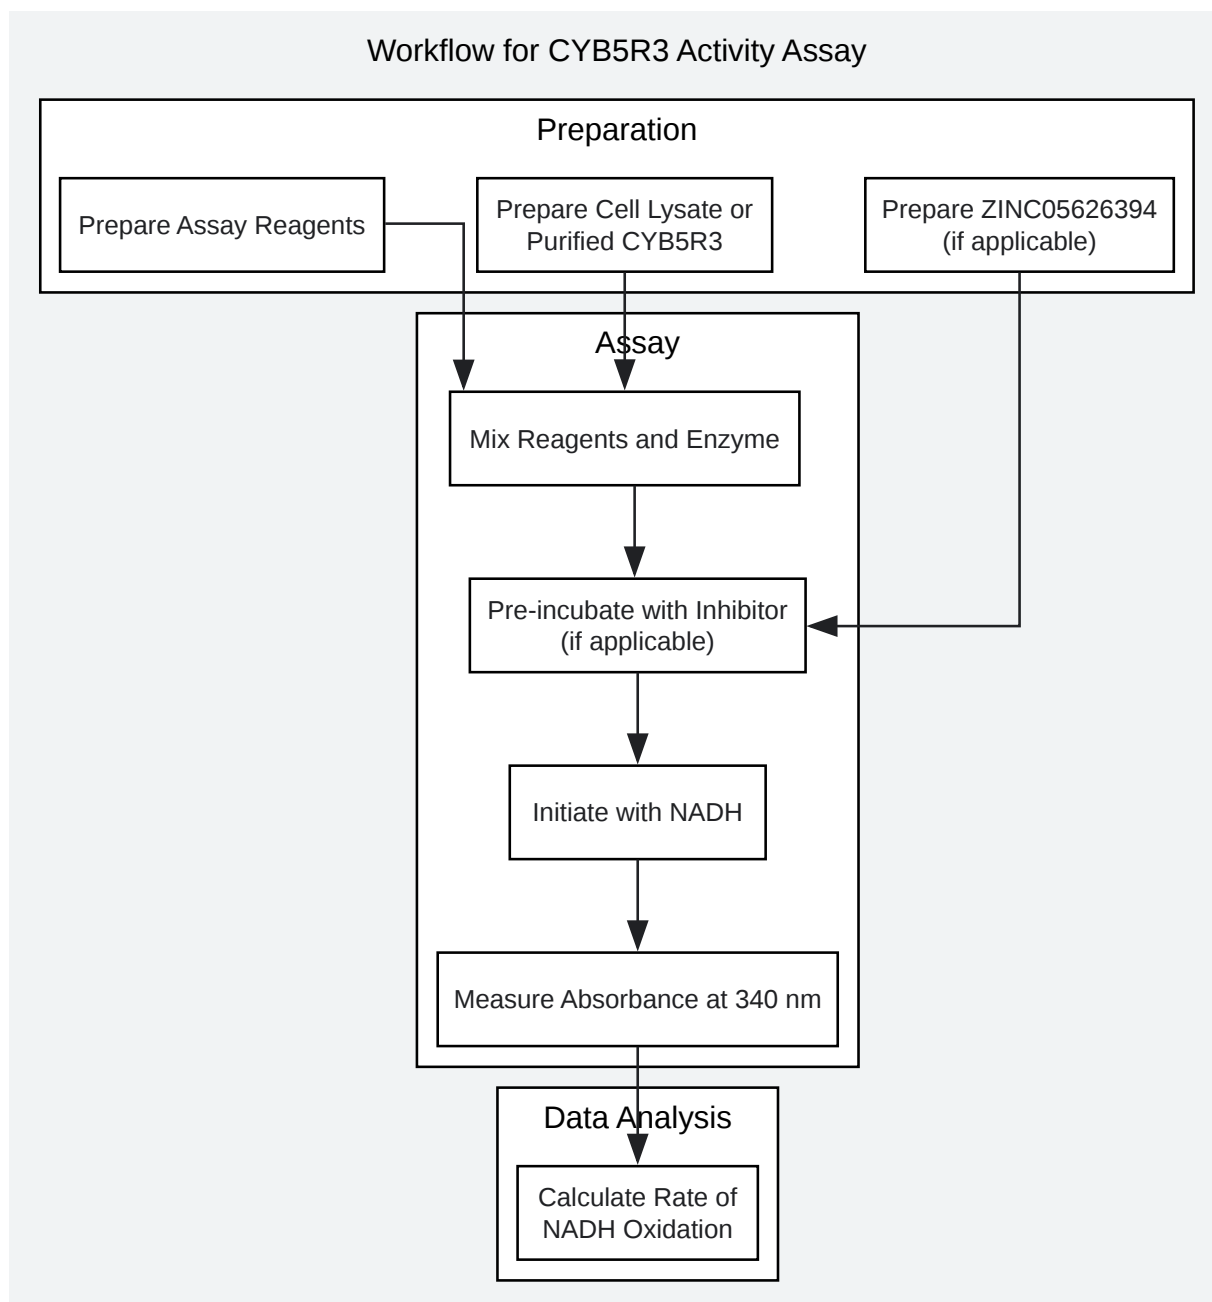 Workflow for CYB5R3 Activity Assay
Preparation
Prepare Assay Reagents
Prepare Cell Lysate or
Purified CYB5R3
Prepare ZINC05626394
(if applicable)
Assay
Mix Reagents and Enzyme
Pre-incubate with Inhibitor
(if applicable)
Initiate with NADH
Measure Absorbance at 340 nm
Data Analysis
Calculate Rate of
NADH Oxidation